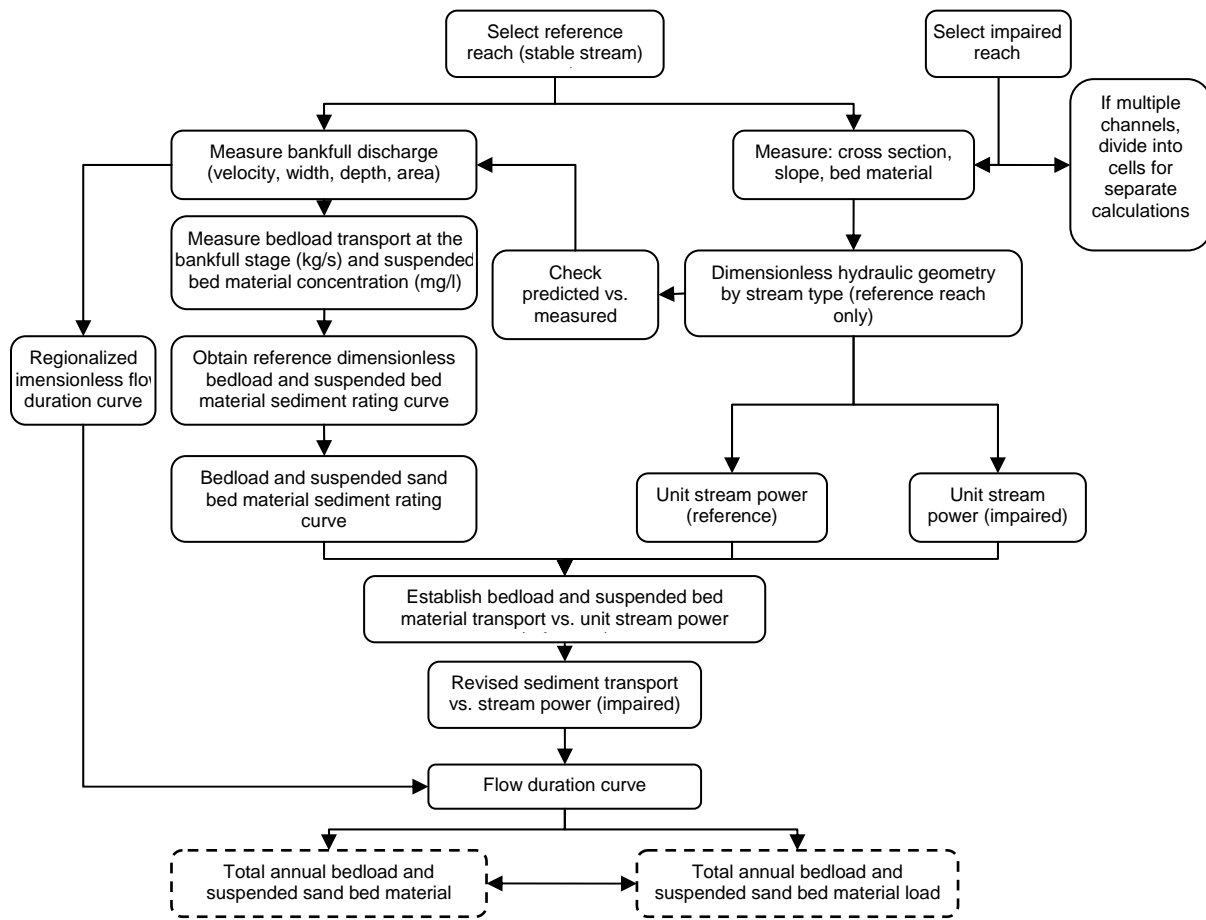 Select reference
reach (stable stream)
Select impaired
reach
If multiple
channels,
divide into
cells for
separate
calculations
Measure bankfull discharge
(velocity, width, depth, area)
Measure: cross section,
slope, bed material
Measure bedload transport at the
bankfull stage (kg/s) and suspended
bed material concentration (mg/l)
Check
predicted vs.
measured
Dimensionless hydraulic geometry
by stream type (reference reach
only)
Regionalized
imensionless flo
duration curve
Obtain reference dimensionless
bedload and suspended bed
material sediment rating curve
Bedload and suspended sand
bed material sediment rating
curve
Unit stream power
(reference)
Unit stream
power (impaired)
Establish bedload and suspended bed
material transport vs. unit stream power
Revised sediment transport
vs. stream power (impaired)
Flow duration curve
Total annual bedload and
suspended sand bed material
Total annual bedload and
suspended sand bed material load